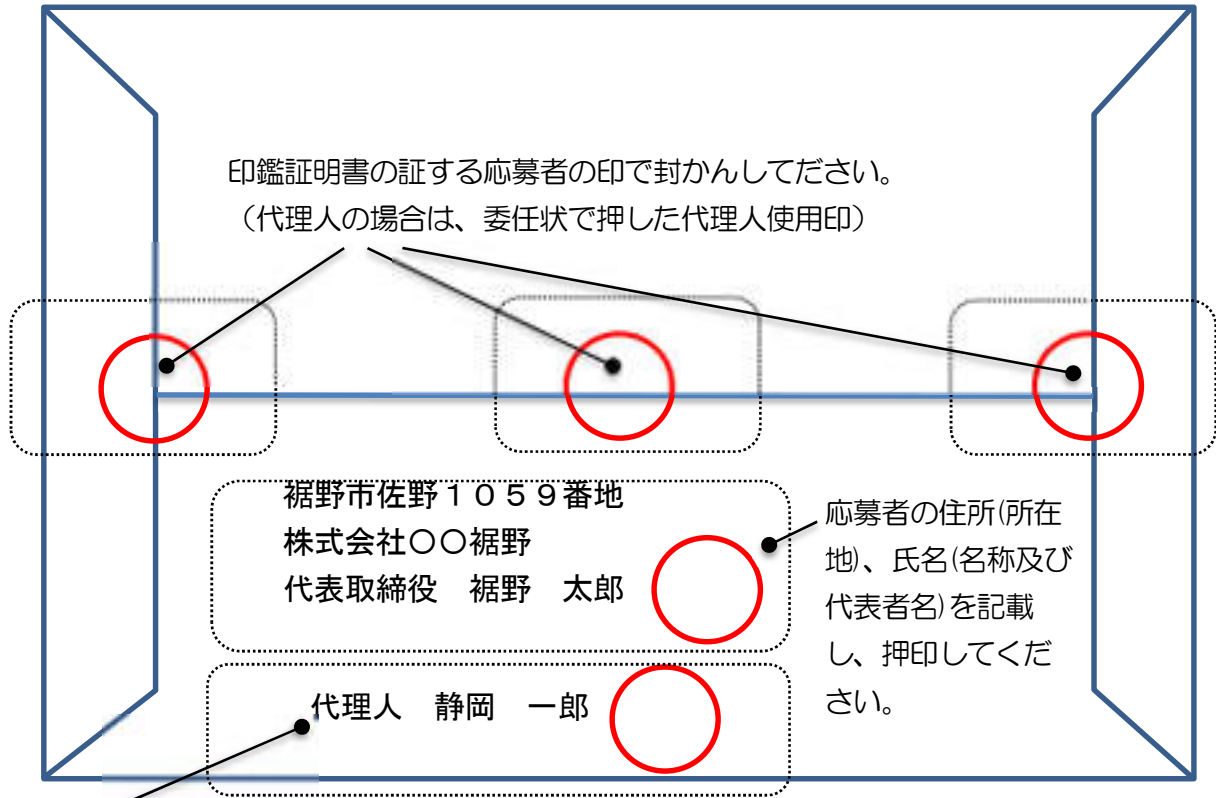 印鑑証明書の証する応募者の印で封かんしてださい。
（代理人の場合は、委任状で押した代理人使用印）
裾野市佐野１０５９番地
株式会社〇〇裾野
代表取締役　裾野　太郎
応募者の住所(所在
地)、氏名(名称及び
代表者名)を記載
し、押印してくだ
さい。
代理人　静岡　一郎